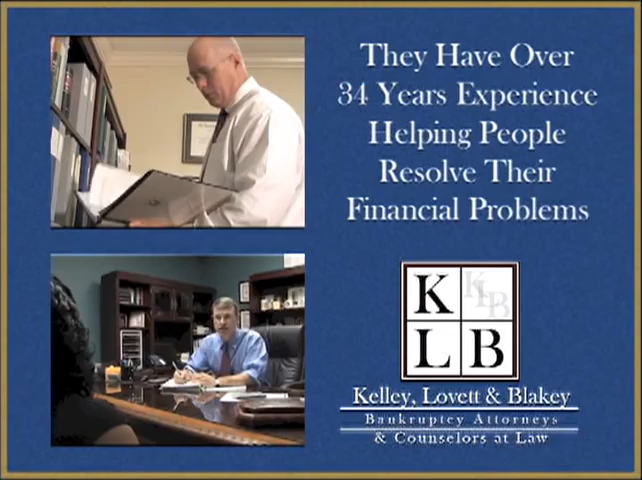 They Have Over
34 Years Experience
Helping People
Resolve Their
Financial Problems
K
KLB
L B
Kelley, Lovett & Blakey
Bankruptcy Attorneys
& Counselors at Law